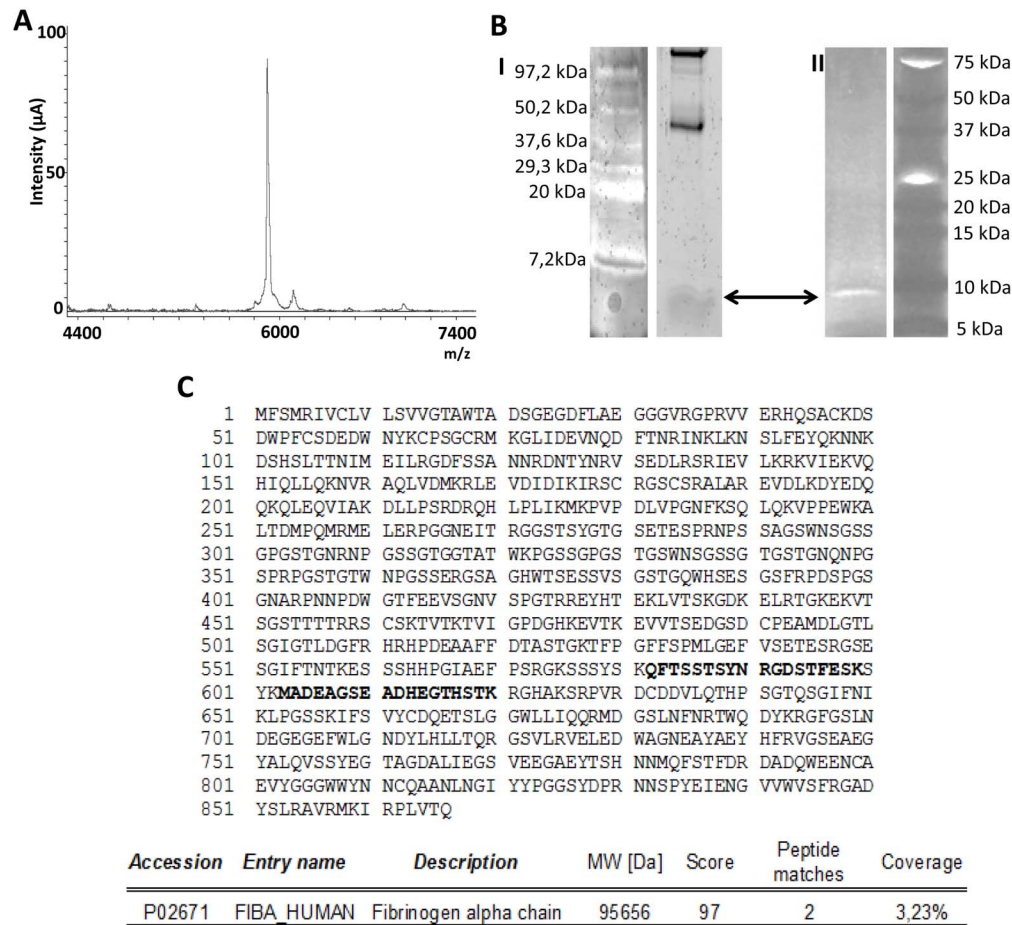 A
100
50
0
Intensity (µA)
4400 6000 7400
m/z
B
I
97,2 kDa
50,2 kDa
37,6 kDa
29,3 kDa
20 kDa
7,2kDa
II
75 kDa
50 kDa
37 kDa
25 kDa
20 kDa
15 kDa
10 kDa
5 kDa
C
1 MFSMRIVCLV LSVVGTAWTA DSGEGDFLAE GGGVRGPRVV ERHQSACKDS
51 DWPFCSDEDW NYKCPSGCRM KGLIDEVNQD FTNRINKLKN SLFEYQKNNK
101 DSHSLTTNIM EILRGDFSSA NNRDNTYNRV SEDLRSRIEV LKRKVIEKVQ
151 HIQLLQKNVR AQLVDMKRLE VDIDIKIRSC RGSCSRALAR EVDLKDYEDQ
201 QKQLEQVIAK DLLPSRDRQH LPLIKMKPVP DLVPGNFKSQ LQKVPPEWKA
251 LTDMPQMRME LERPGGNEIT RGGSTSYGTG SETESPRNPS SAGSWNSGSS
301 GPGSTGNRNP GSSGTGGTAT WKPGSSGPGS TGSWNSGSSG TGSTGNQNPG
351 SPRPGSTGTW NPGSSERGSA GHWTSESSVS GSTGQWHSES GSFRPDSPGS
401 GNARPNNPDW GTFEEVSGNV SPGTRREYHT EKLVTSKGDK ELRTGKEKVT
451 SGSTTTTRRS CSKTVTKTVI GPDGHKEVTK EVVTSEDGSD CPEAMDLGTL
501 SGIGTLDGFR HRHPDEAAFF DTASTGKTFP GFFSPMLGEF VSETESRGSE
551 SGIFTNTKES SSHHPGIAEF PSRGKSSSYS KQFTSSTSYN RGDSTFESKS
601 YKMADEAGSE ADHEGTHSTK RGHAKSRPVR DCDDVLQTHP SGTQSGIFNI
651 KLPGSSKIFS VYCDQETSLG GWLLIQQRMD GSLNFNRTWQ DYKRGFGSLN
701 DEGEGEFWLG NDYLHLLTQR GSVLRVELED WAGNEAYAEY HFRVGSEAEG
751 YALQVSSYEG TAGDALIEGS VEEGAEYTSH NNMQFSTFDR DADQWEENCA
801 EVYGGGWWYN NCQAANLNGI YYPGGSYDPR NNSPYEIENG VVWVSFRGAD
851 YSLRAVRMKI RPLVTQ
Accession Entry name Description MW [Da] Score Peptide matches Coverage
P02671 FIBA_HUMAN Fibrinogen alpha chain 95656 97 2 3,23%